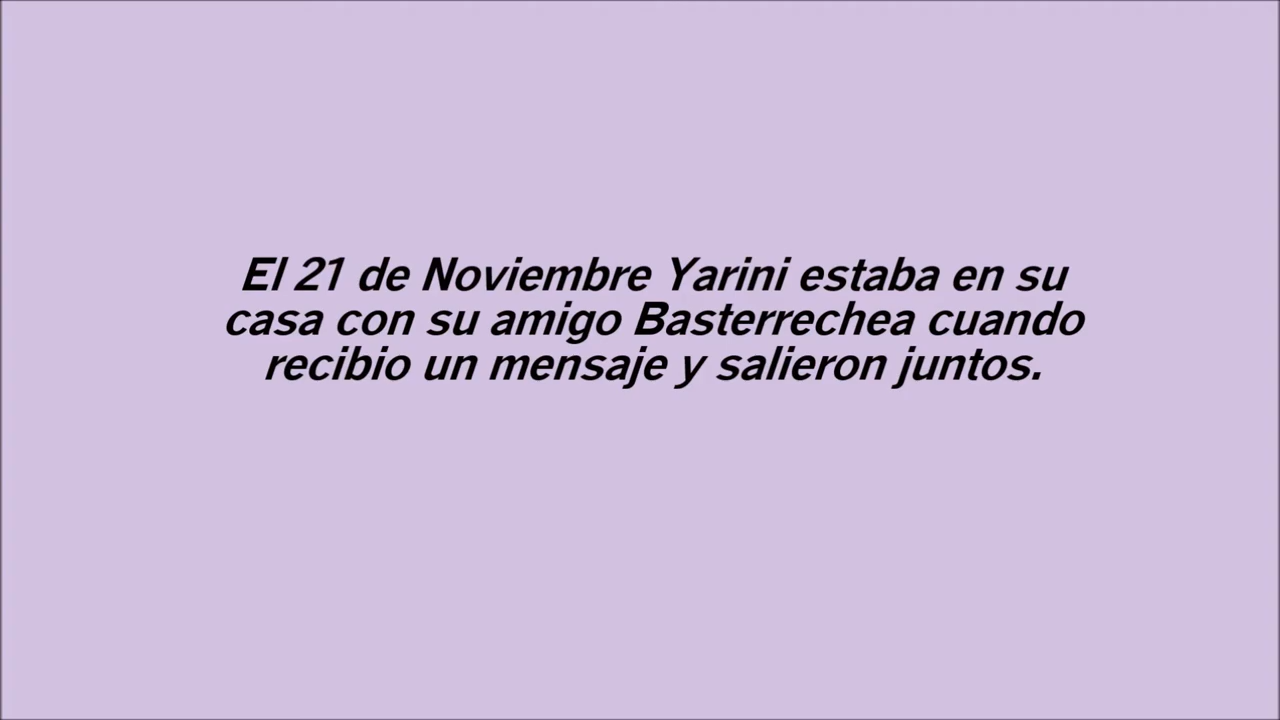 El 21 de Noviembre Yarini estaba en su
casa con su amigo Basterrechea cuando
recibio un mensaje y salieron juntos.